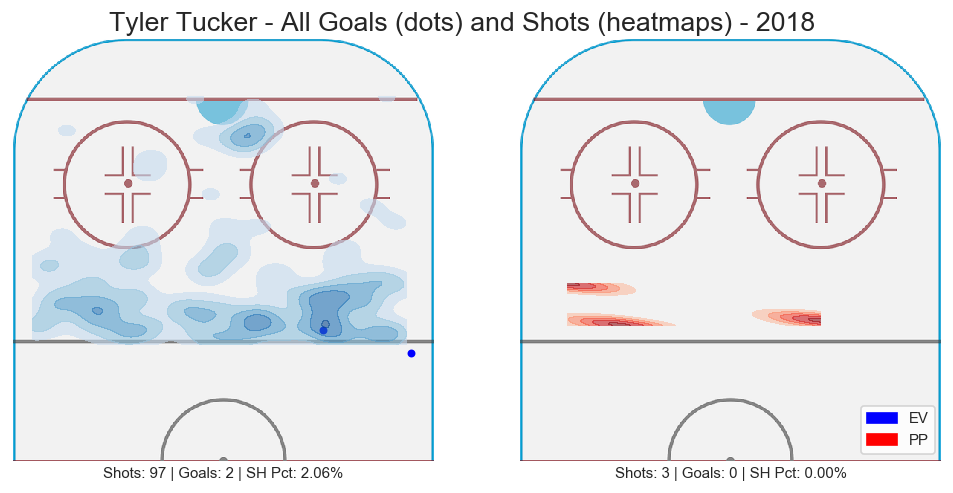 Tyler Tucker - All Goals (dots) and Shots (heatmaps) - 2018
EV
PP
Shots: 97 | Goals: 2 | SH Pct: 2.06%
Shots: 3 | Goals: 0 | SH Pct: 0.00%